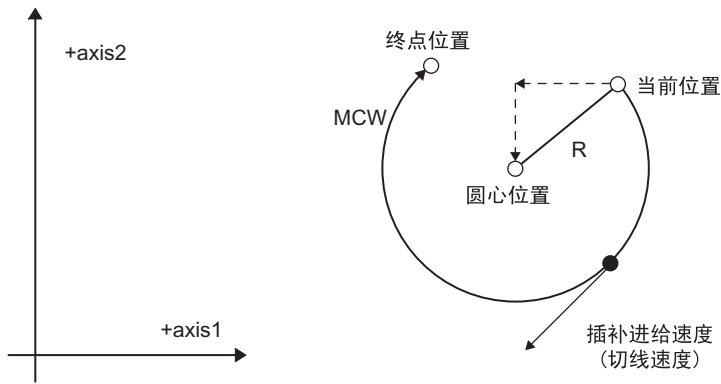 +axis2
终点位置
当前位置
MCW
R
圆心位置
+axis1
插补进给速度
(切线速度)